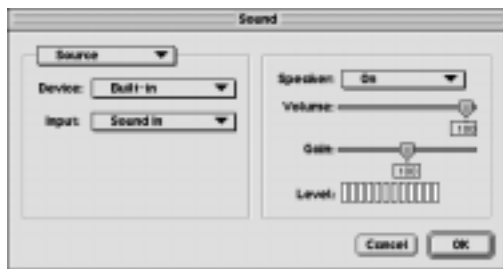 Sound
Source
Device: Built-in
Input: Sound in
Speaker: On
Volume:
100
Gain:
100
Level:
Cancel OK